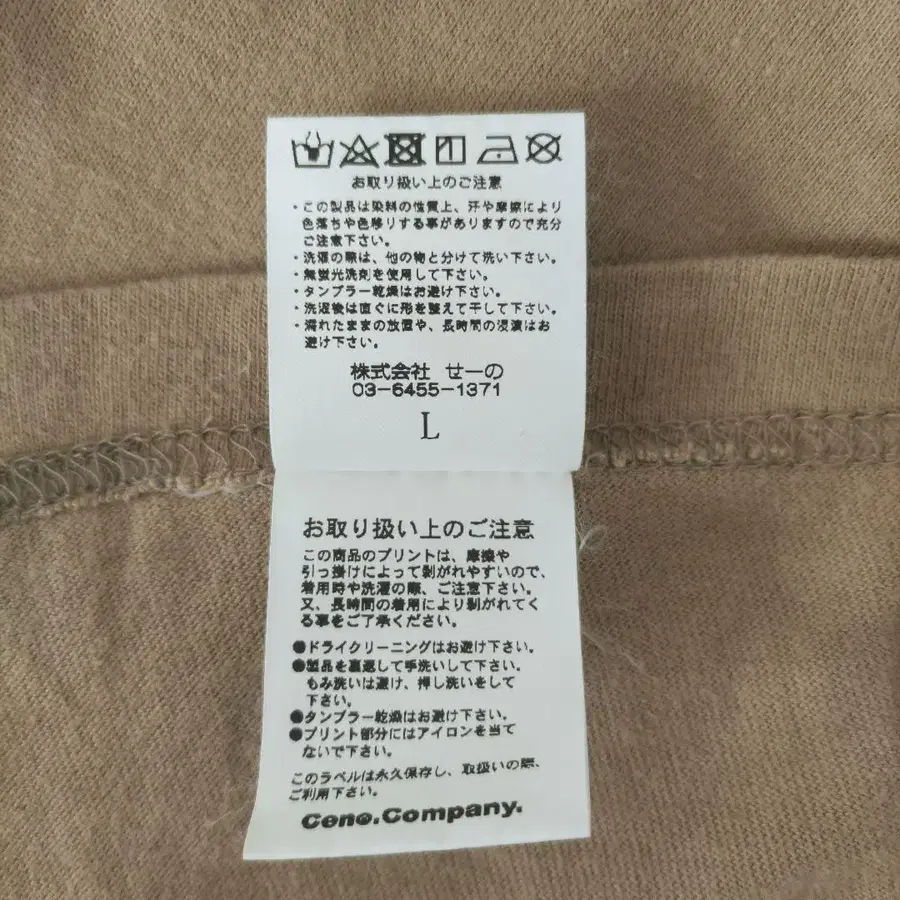 お取り扱い上のご注意
・この製品は染料の性質上、汗や摩擦により
色落ちや色移りする事がありますので充分
ご注意下さい。
・洗濯の際は、他の物と分けて洗い下さい。
・無蛍光洗剤を使用して下さい。
・タンブラー乾燥はお避け下さい。
・洗濯後は直ぐに形を整えて干して下さい。
・濡れたままの放置や、長時間の浸漬はお
避け下さい。
株式会社 せーの
03-6455-1371
L
お取り扱い上のご注意
この商品のプリントは、摩擦や
引っ掛けによって剥がれやすいので、
着用時や洗濯の際、ご注意下さい。
又、長時間の着用により剥がれてく
る事をご了承ください。
●ドライクリーニングはお避け下さい。
●製品を裏返して手洗いして下さい。
もみ洗いは避け、押し洗いをして
下さい。
●タンブラー乾燥はお避け下さい。
●プリント部分にはアイロンを当て
ないで下さい。
このラベルは永久保存し、取扱いの際、
ご利用下さい。
Ceno.Company.